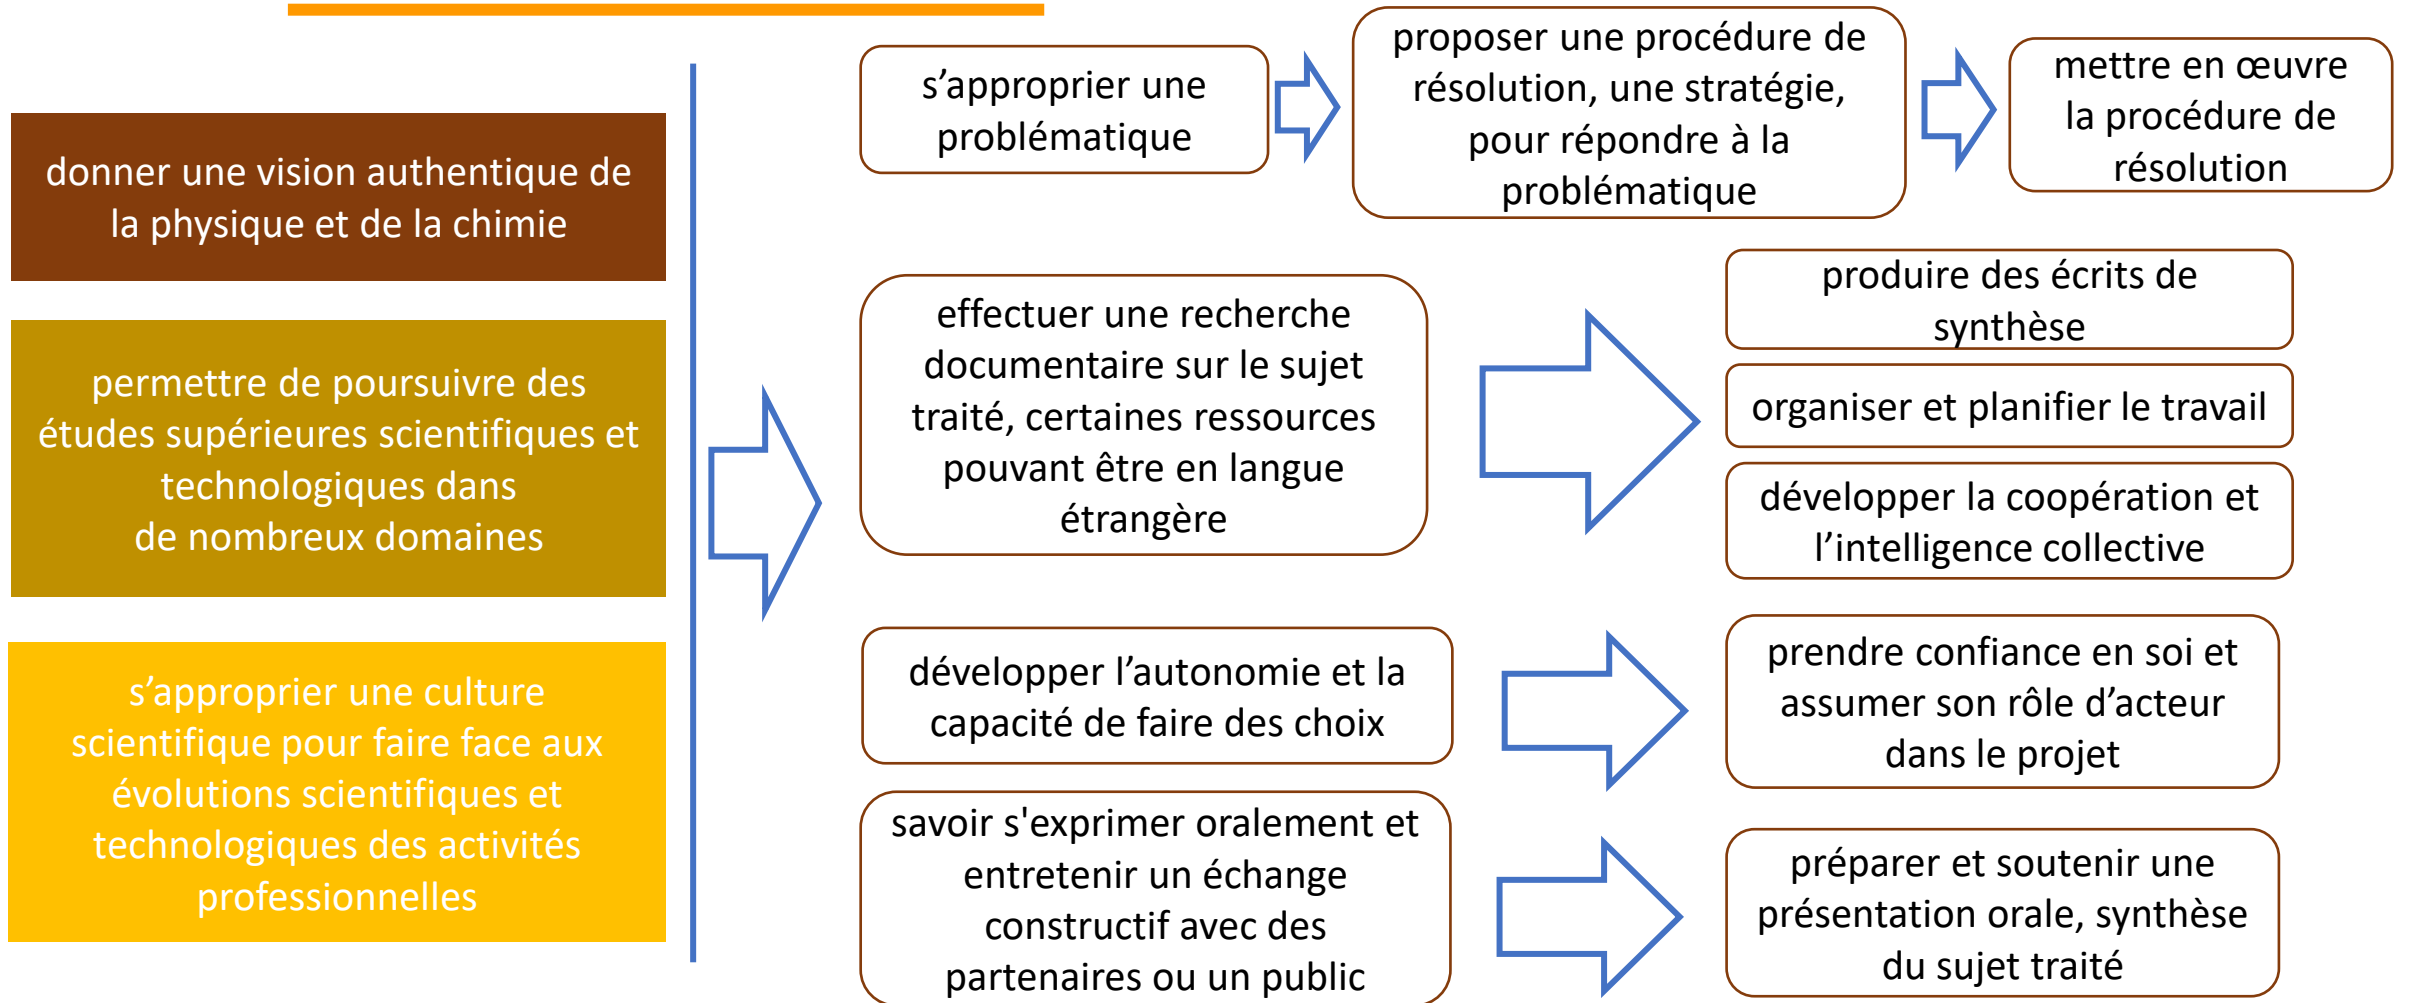 donner une vision authentique de
la physique et de la chimie
permettre de poursuivre des
études supérieures scientifiques et
technologiques dans
de nombreux domaines
s’approprier une culture
scientifique pour faire face aux
évolutions scientifiques et
technologiques des activités
professionnelles
s’approprier une
problématique
proposer une procédure de
résolution, une stratégie,
pour répondre à la
problématique
mettre en œuvre
la procédure de
résolution
effectuer une recherche
documentaire sur le sujet
traité, certaines ressources
pouvant être en langue
étrangère
produire des écrits de
synthèse
organiser et planifier le travail
développer la coopération et
l’intelligence collective
développer l’autonomie et la
capacité de faire des choix
prendre confiance en soi et
assumer son rôle d’acteur
dans le projet
savoir s'exprimer oralement et
entretenir un échange
constructif avec des
partenaires ou un public
préparer et soutenir une
présentation orale, synthèse
du sujet traité